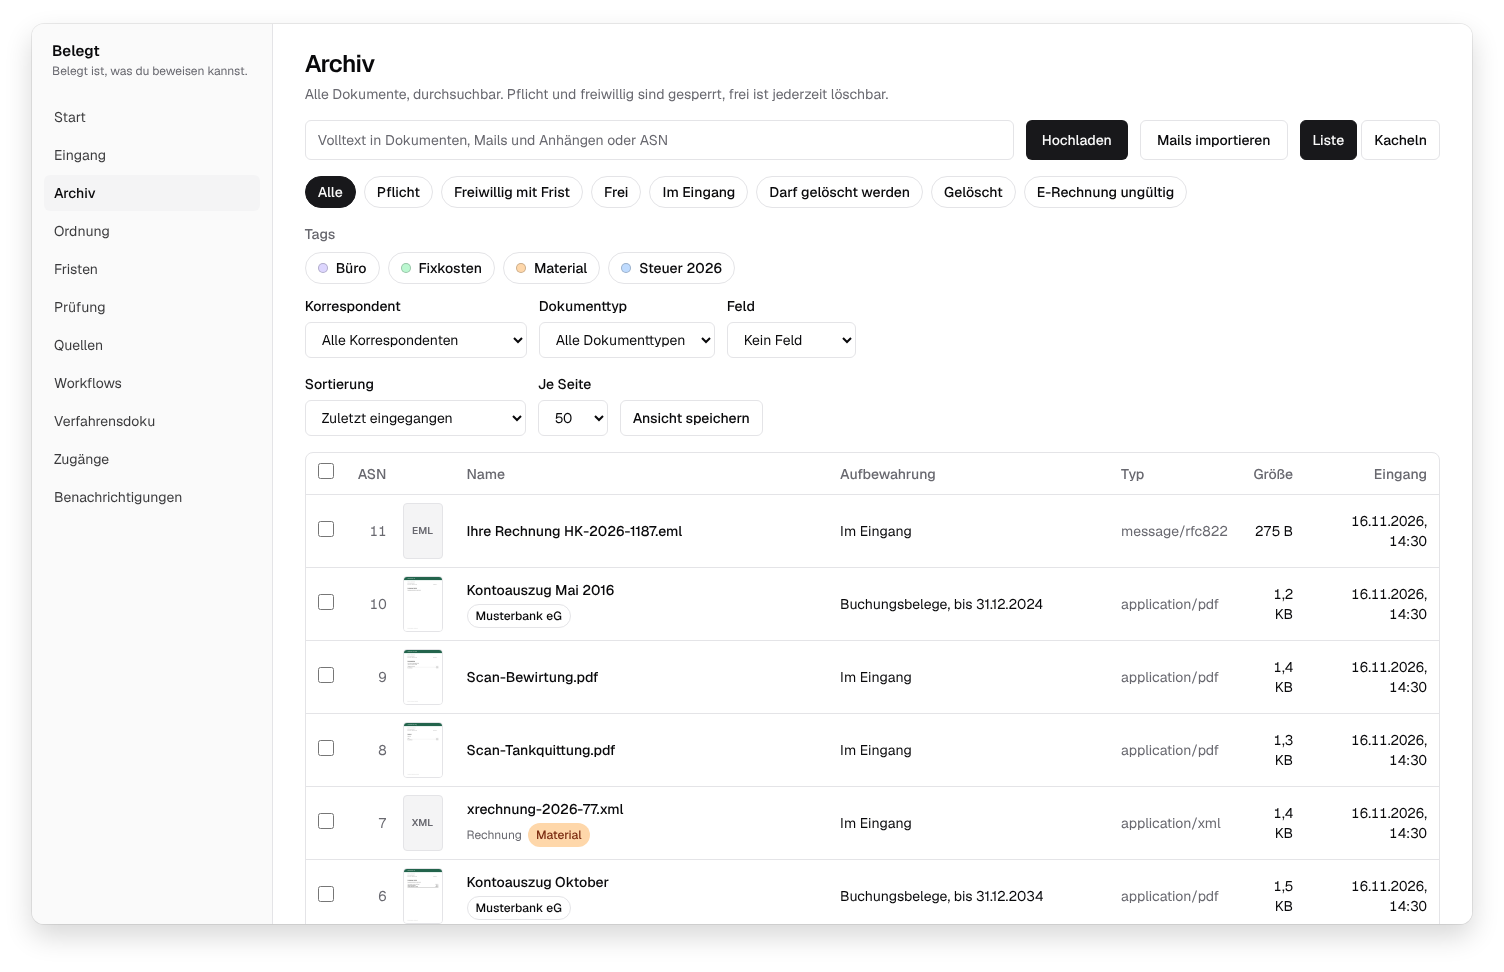 Belegt
Belegt ist, was du beweisen kannst.
Start
Eingang
Archiv
Ordnung
Fristen
Prüfung
Quellen
Workflows
Verfahrensdoku
Zugänge
Benachrichtigungen
Archiv
Alle Dokumente, durchsuchbar. Pflicht und freiwillig sind gesperrt, frei ist jederzeit löschbar.
Volltext in Dokumenten, Mails und Anhängen oder ASN Hochladen Mails importieren Liste Kacheln
Alle Pflicht Freiwillig mit Frist Frei Im Eingang Darf gelöscht werden Gelöscht E-Rechnung ungültig
Tags
Büro Fixkosten Material Steuer 2026
Korrespondent Dokumenttyp Feld
Alle Korrespondenten Alle Dokumenttypen Kein Feld
Sortierung Je Seite
Zuletzt eingegangen 50 Ansicht speichern
ASN Name Aufbewahrung Typ Größe Eingang
11 EML Ihre Rechnung HK-2026-1187.eml Im Eingang message/rfc822 275 B 16.11.2026,
14:30
10 Kontoauszug Mai 2016 Buchungsbelege, bis 31.12.2024 application/pdf 1,2 16.11.2026,
Musterbank eG KB 14:30
9 Scan-Bewirtung.pdf Im Eingang application/pdf 1,4 16.11.2026,
KB 14:30
8 Scan-Tankquittung.pdf Im Eingang application/pdf 1,3 16.11.2026,
KB 14:30
7 XML xrechnung-2026-77.xml Im Eingang application/xml 1,4 16.11.2026,
Rechnung Material KB 14:30
6 Kontoauszug Oktober Buchungsbelege, bis 31.12.2034 application/pdf 1,5 16.11.2026,
Musterbank eG KB 14:30